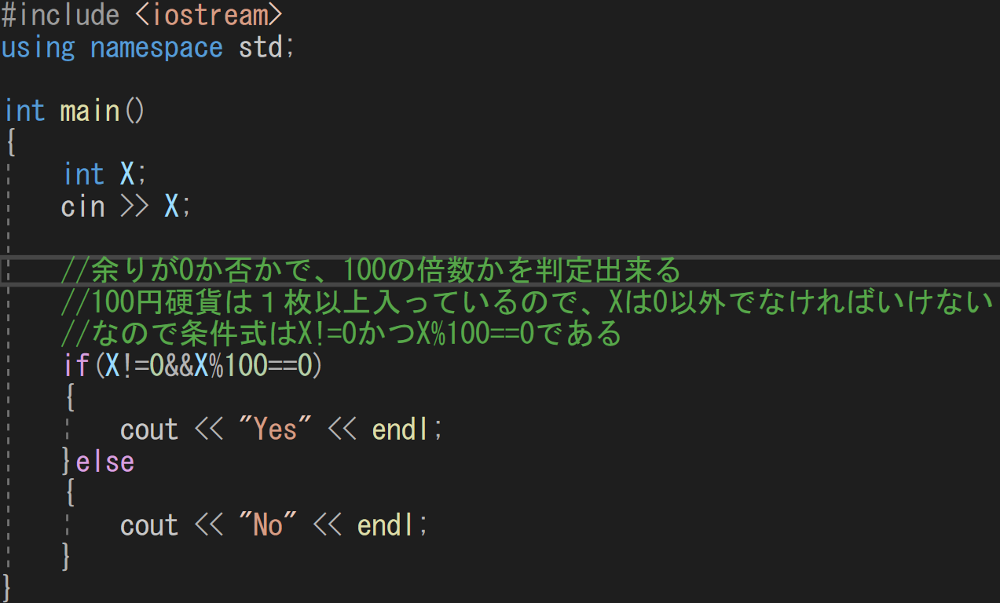 #include <iostream>
using namespace std;

int main()
{
    int X;
    cin >> X;

    //余りが0か否かで、100の倍数かを判定出来る
    //100円硬貨は１枚以上入っているので、Xは0以外でなければいけない
    //なので条件式はX!=0かつX%100==0である
    if(X!=0&&X%100==0)
    {
        cout << "Yes" << endl;
    }else
    {
        cout << "No" << endl;
    }
}